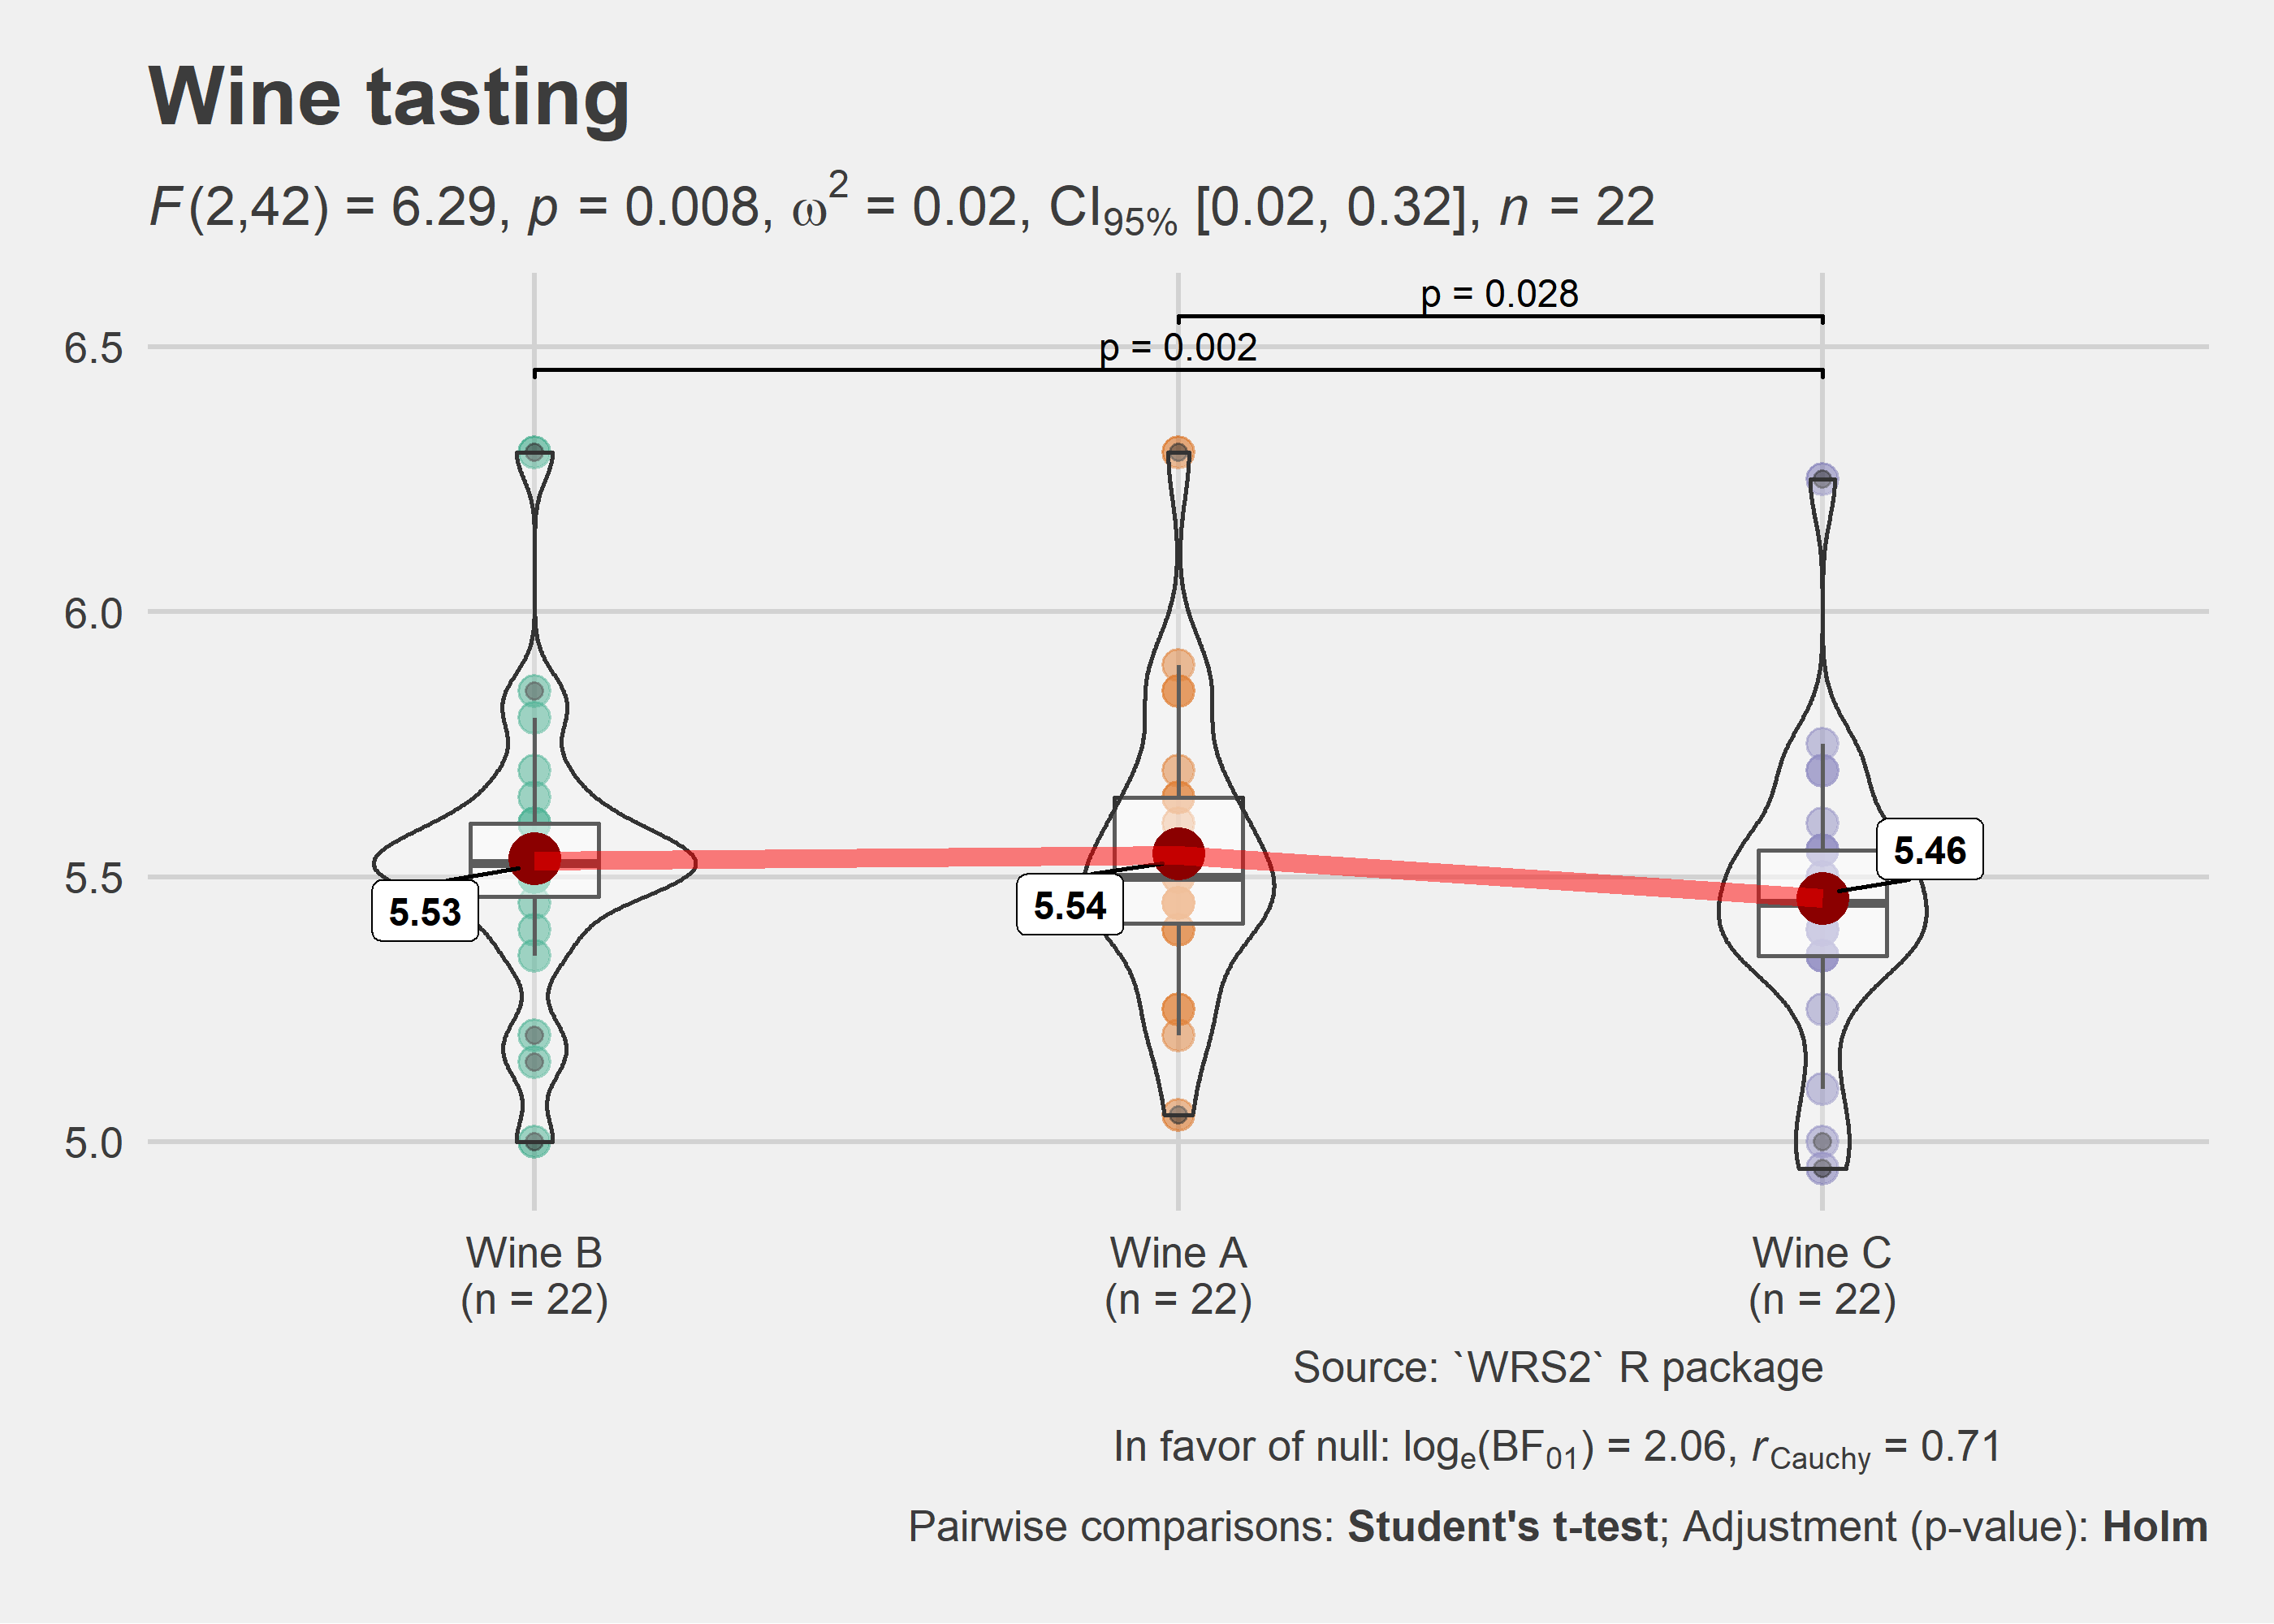 Wine tasting
F(2,42) = 6.29, p = 0.008, ω² = 0.02, CI95% [0.02, 0.32], n = 22
p = 0.028
p = 0.002
6.5
6.0
5.5
5.0
5.53
5.54
5.46
Wine B
(n = 22)
Wine A
(n = 22)
Wine C
(n = 22)
Source: `WRS2` R package
In favor of null: loge(BF01) = 2.06, rCauchy = 0.71
Pairwise comparisons: Student's t-test; Adjustment (p-value): Holm